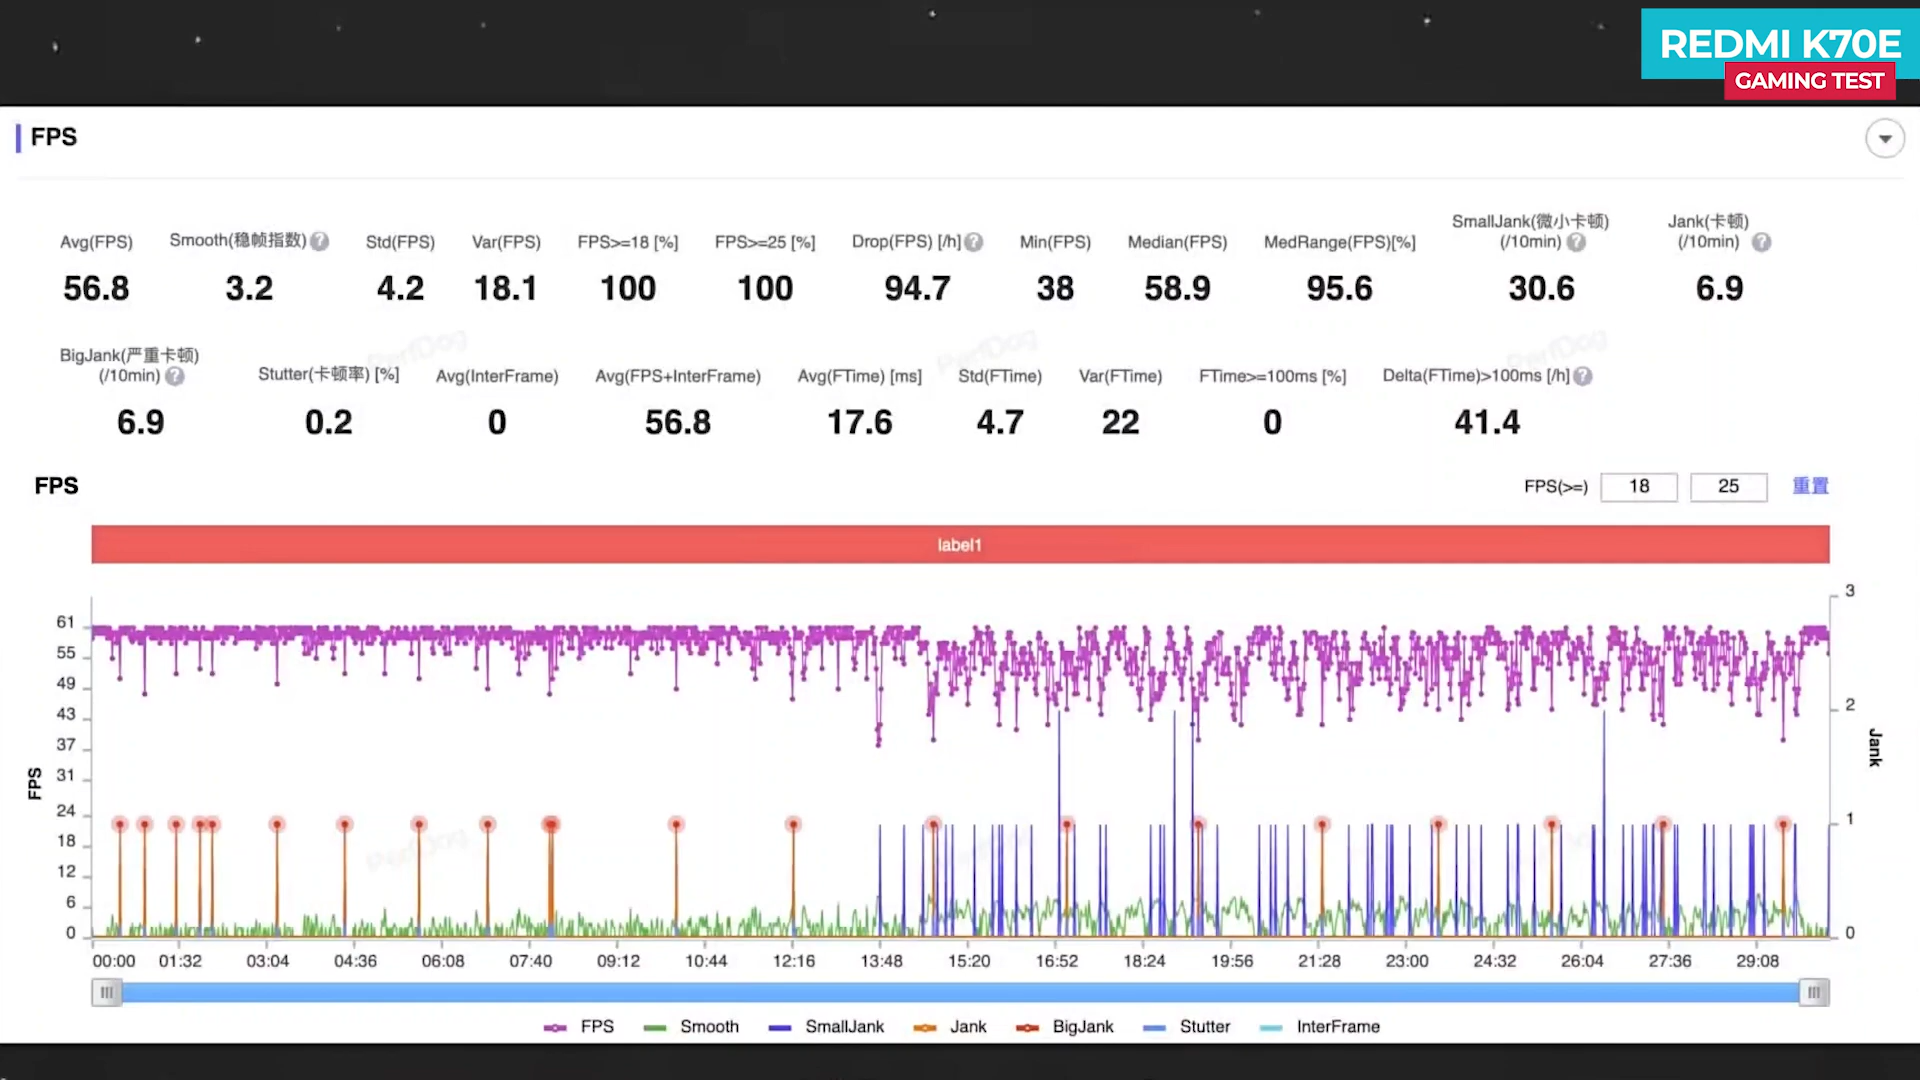 REDMI K70E
GAMING TEST
FPS
Avg(FPS) Smooth(稳帧指数) Std(FPS) Var(FPS) FPS>=18 [%] FPS>=25 [%] Drop(FPS) [/h] Min(FPS) Median(FPS) MedRange(FPS)[%] SmallJank(微小卡顿) (/10min) Jank(卡顿) (/10min)
56.8 3.2 4.2 18.1 100 100 94.7 38 58.9 95.6 30.6 6.9
BigJank(严重卡顿) (/10min) Stutter(卡顿率) [%] Avg(InterFrame) Avg(FPS+InterFrame) Avg(FTime) [ms] Std(FTime) Var(FTime) FTime>=100ms [%] Delta(FTime)>100ms [/h]
6.9 0.2 0 56.8 17.6 4.7 22 0 41.4
PerfDog PerfDog PerfDog
FPS
FPS(>=) 18 25 重置
label1
61
55
49
43
37
31
24
18
12
6
0
FPS
3
2
1
0
Jank
PerfDog
00:00 01:32 03:04 04:36 06:08 07:40 09:12 10:44 12:16 13:48 15:20 16:52 18:24 19:56 21:28 23:00 24:32 26:04 27:36 29:08
FPS Smooth SmallJank Jank BigJank Stutter InterFrame